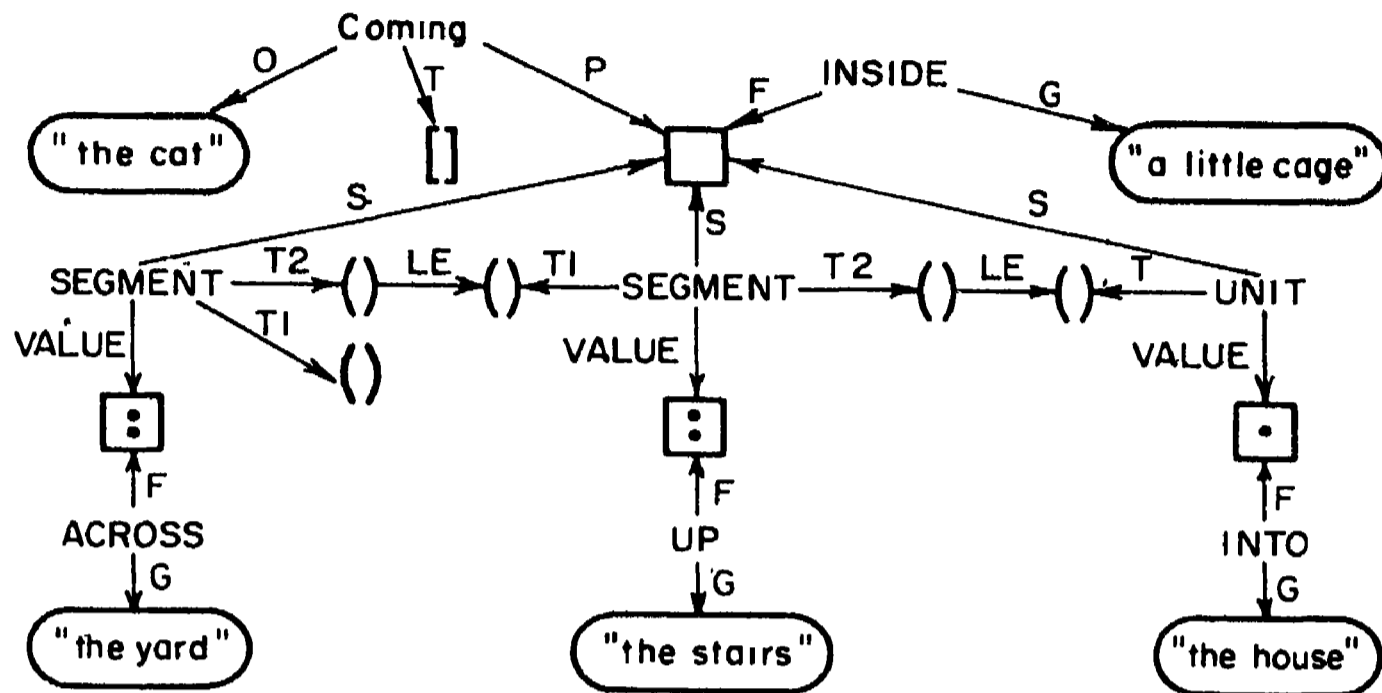 Coming
O T P F INSIDE G
"the cat" [ ] "a little cage"
S S S
SEGMENT T2 ( ) LE ( ) T1 SEGMENT T2 ( ) LE ( ) T UNIT
T1 ( )
VALUE VALUE VALUE
F F F
ACROSS UP INTO
G G G
"the yard" "the stairs" "the house"